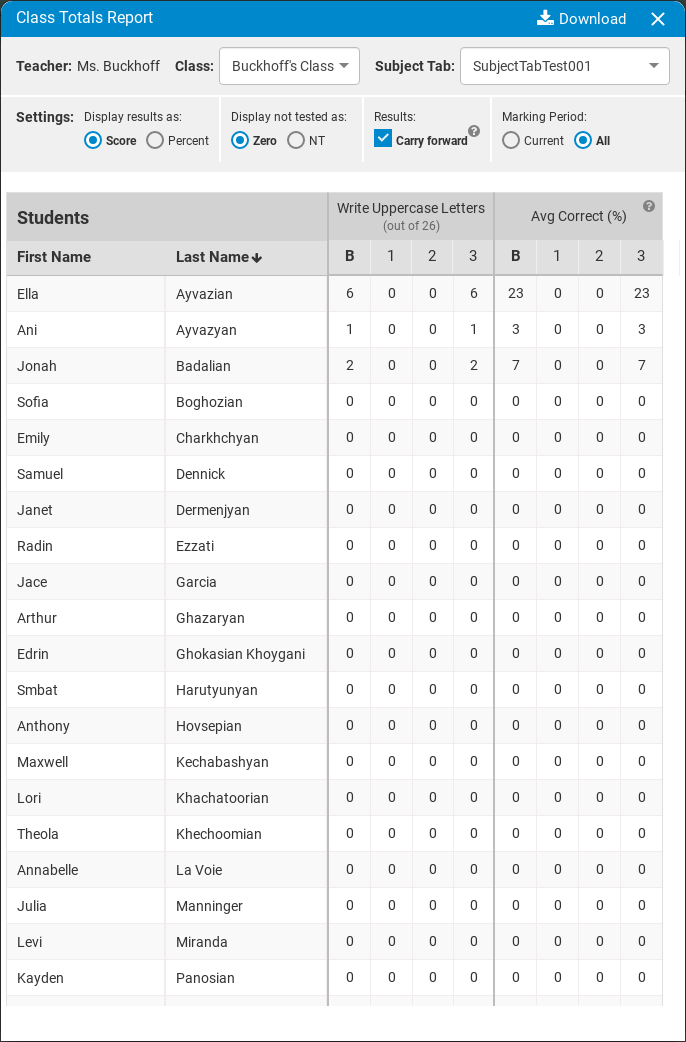 Class Totals Report Download
Teacher: Ms. Buckhoff Class: Buckhoff's Class Subject Tab: SubjectTabTest001
Settings: Display results as: Display not tested as: Results: Marking Period:
Score Percent Zero NT Carry forward ? Current All
Students Write Uppercase Letters (out of 26) Avg Correct (%) ?
First Name Last Name B 1 2 3 B 1 2 3
Ella Ayvazian 6 0 0 6 23 0 0 23
Ani Ayvazyan 1 0 0 1 3 0 0 3
Jonah Badalian 2 0 0 2 7 0 0 7
Sofia Boghozian 0 0 0 0 0 0 0 0
Emily Charkhchyan 0 0 0 0 0 0 0 0
Samuel Dennick 0 0 0 0 0 0 0 0
Janet Dermenjyan 0 0 0 0 0 0 0 0
Radin Ezzati 0 0 0 0 0 0 0 0
Jace Garcia 0 0 0 0 0 0 0 0
Arthur Ghazaryan 0 0 0 0 0 0 0 0
Edrin Ghokasian Khoygani 0 0 0 0 0 0 0 0
Smbat Harutyunyan 0 0 0 0 0 0 0 0
Anthony Hovsepian 0 0 0 0 0 0 0 0
Maxwell Kechabashyan 0 0 0 0 0 0 0 0
Lori Khachatoorian 0 0 0 0 0 0 0 0
Theola Khechoomian 0 0 0 0 0 0 0 0
Annabelle La Voie 0 0 0 0 0 0 0 0
Julia Manninger 0 0 0 0 0 0 0 0
Levi Miranda 0 0 0 0 0 0 0 0
Kayden Panosian 0 0 0 0 0 0 0 0